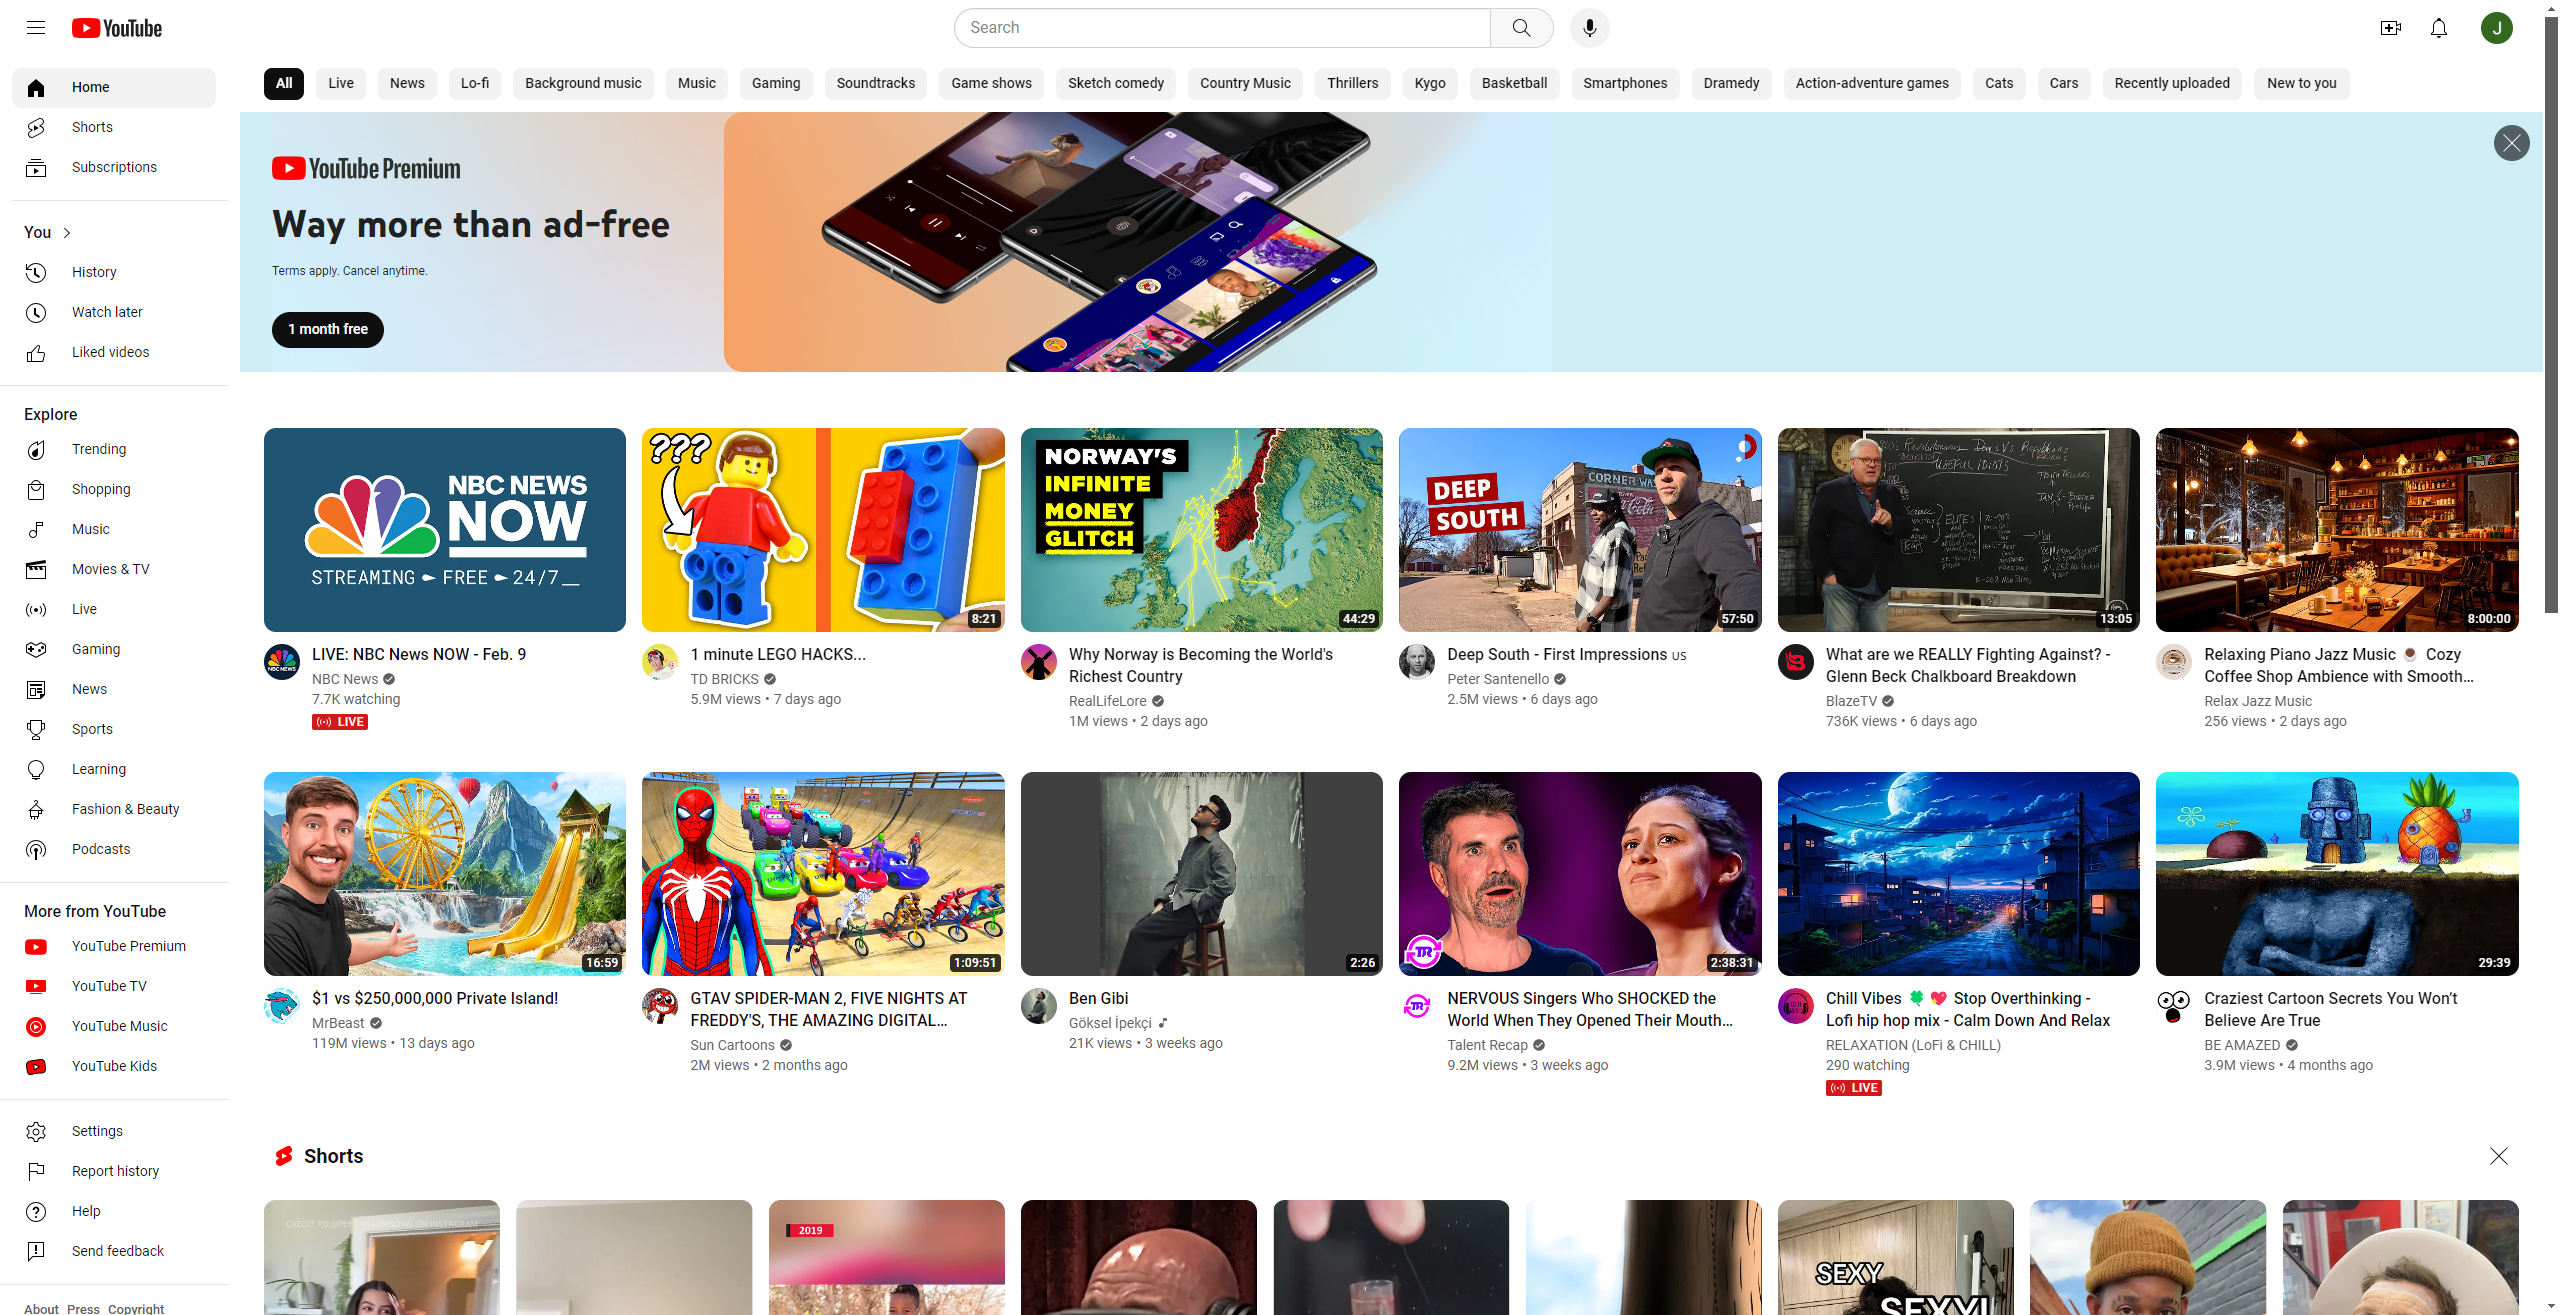 YouTube
Search
J
Home
Shorts
Subscriptions
You
History
Watch later
Liked videos
Explore
Trending
Shopping
Music
Movies & TV
Live
Gaming
News
Sports
Learning
Fashion & Beauty
Podcasts
More from YouTube
YouTube Premium
YouTube TV
YouTube Music
YouTube Kids
Settings
Report history
Help
Send feedback
About Press Copyright
All Live News Lo-fi Background music Music Gaming Soundtracks Game shows Sketch comedy Country Music Thrillers Kygo Basketball Smartphones Dramedy Action-adventure games Cats Cars Recently uploaded New to you
YouTube Premium
Way more than ad-free
Terms apply. Cancel anytime.
1 month free
NBC NEWS
NOW
STREAMING FREE 24/7
LIVE: NBC News NOW - Feb. 9
NBC News
7.7K watching
LIVE
???
8:21
1 minute LEGO HACKS...
TD BRICKS
5.9M views • 7 days ago
NORWAY'S
INFINITE
MONEY
GLITCH
44:29
Why Norway is Becoming the World's
Richest Country
RealLifeLore
1M views • 2 days ago
DEEP
SOUTH
CORNER
57:50
Deep South - First Impressions US
Peter Santenello
2.5M views • 6 days ago
USEFUL IDIOTS
13:05
What are we REALLY Fighting Against? -
Glenn Beck Chalkboard Breakdown
BlazeTV
736K views • 6 days ago
8:00:00
Relaxing Piano Jazz Music ☕ Cozy
Coffee Shop Ambience with Smooth...
Relax Jazz Music
256 views • 2 days ago
16:59
$1 vs $250,000,000 Private Island!
MrBeast
119M views • 13 days ago
1:09:51
GTAV SPIDER-MAN 2, FIVE NIGHTS AT
FREDDY'S, THE AMAZING DIGITAL...
Sun Cartoons
2M views • 2 months ago
2:26
Ben Gibi
Göksel İpekçi
21K views • 3 weeks ago
TR
2:38:31
NERVOUS Singers Who SHOCKED the
World When They Opened Their Mouth...
Talent Recap
9.2M views • 3 weeks ago
Chill Vibes 🍀 💖 Stop Overthinking -
Lofi hip hop mix - Calm Down And Relax
RELAXATION (LoFi & CHILL)
290 watching
LIVE
29:39
Craziest Cartoon Secrets You Won't
Believe Are True
BE AMAZED
3.9M views • 4 months ago
Shorts
2019
SEXY
SEXY!